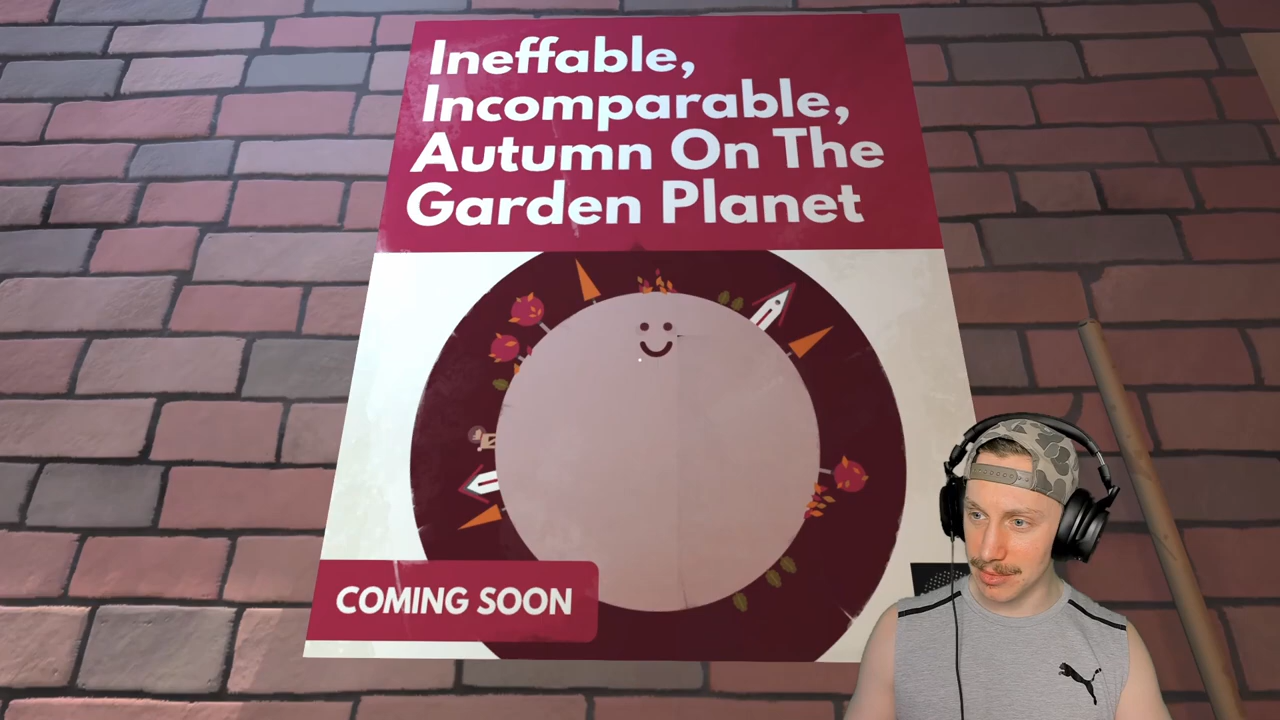 Ineffable,
Incomparable,
Autumn On The
Garden Planet
COMING SOON